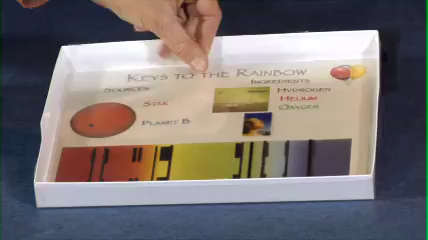 KEYS TO THE RAINBOW
SOURCES
INGREDIENTS
STAR
HYDROGEN
HELIUM
OXYGEN
PLANET B